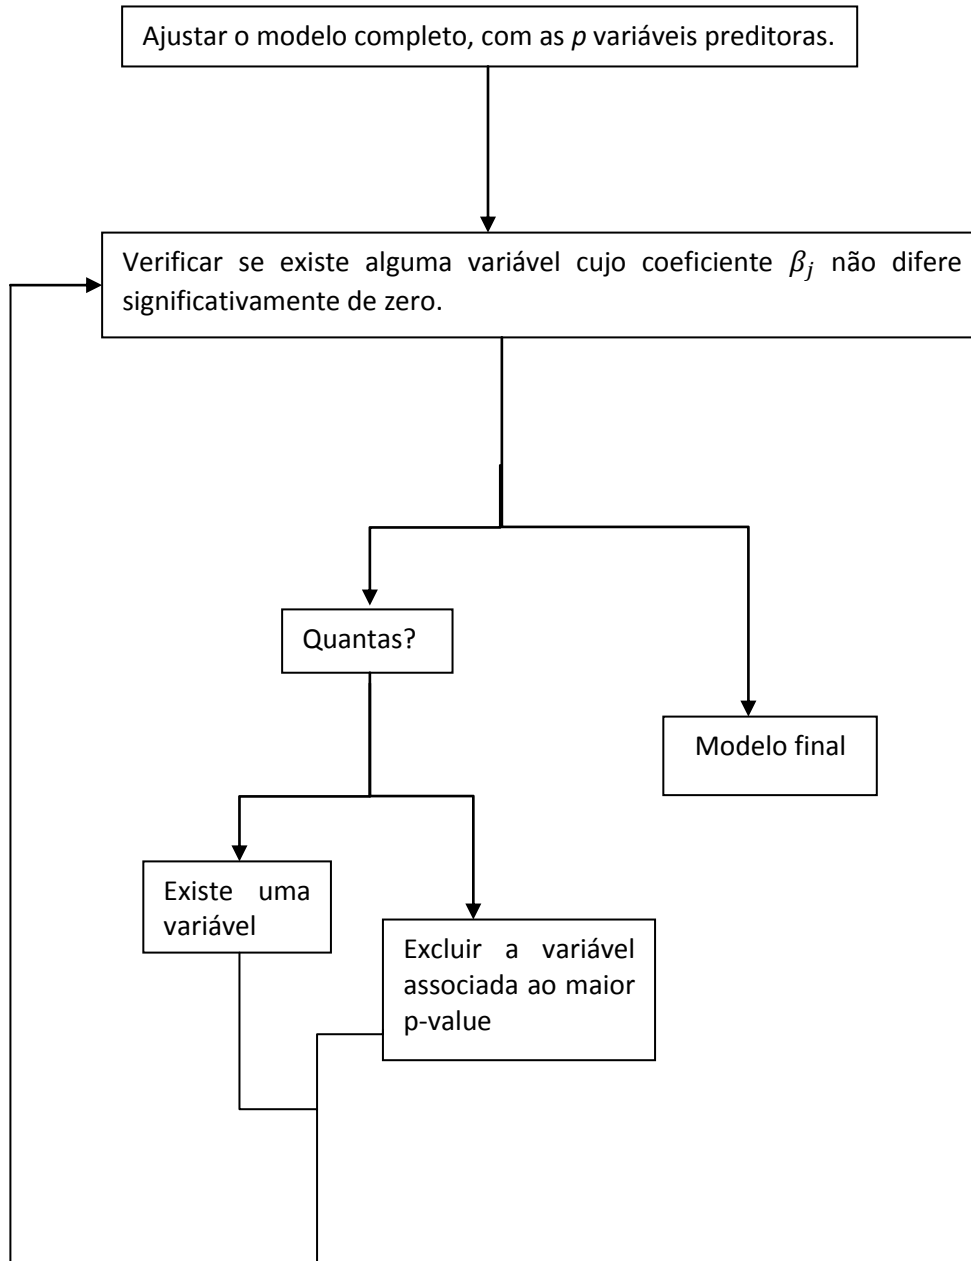 Ajustar o modelo completo, com as p variáveis preditoras.
Verificar se existe alguma variável cujo coeficiente βⱼ não difere
significativamente de zero.
Quantas?
Modelo final
Existe uma
variável
Excluir a variável
associada ao maior
p-value